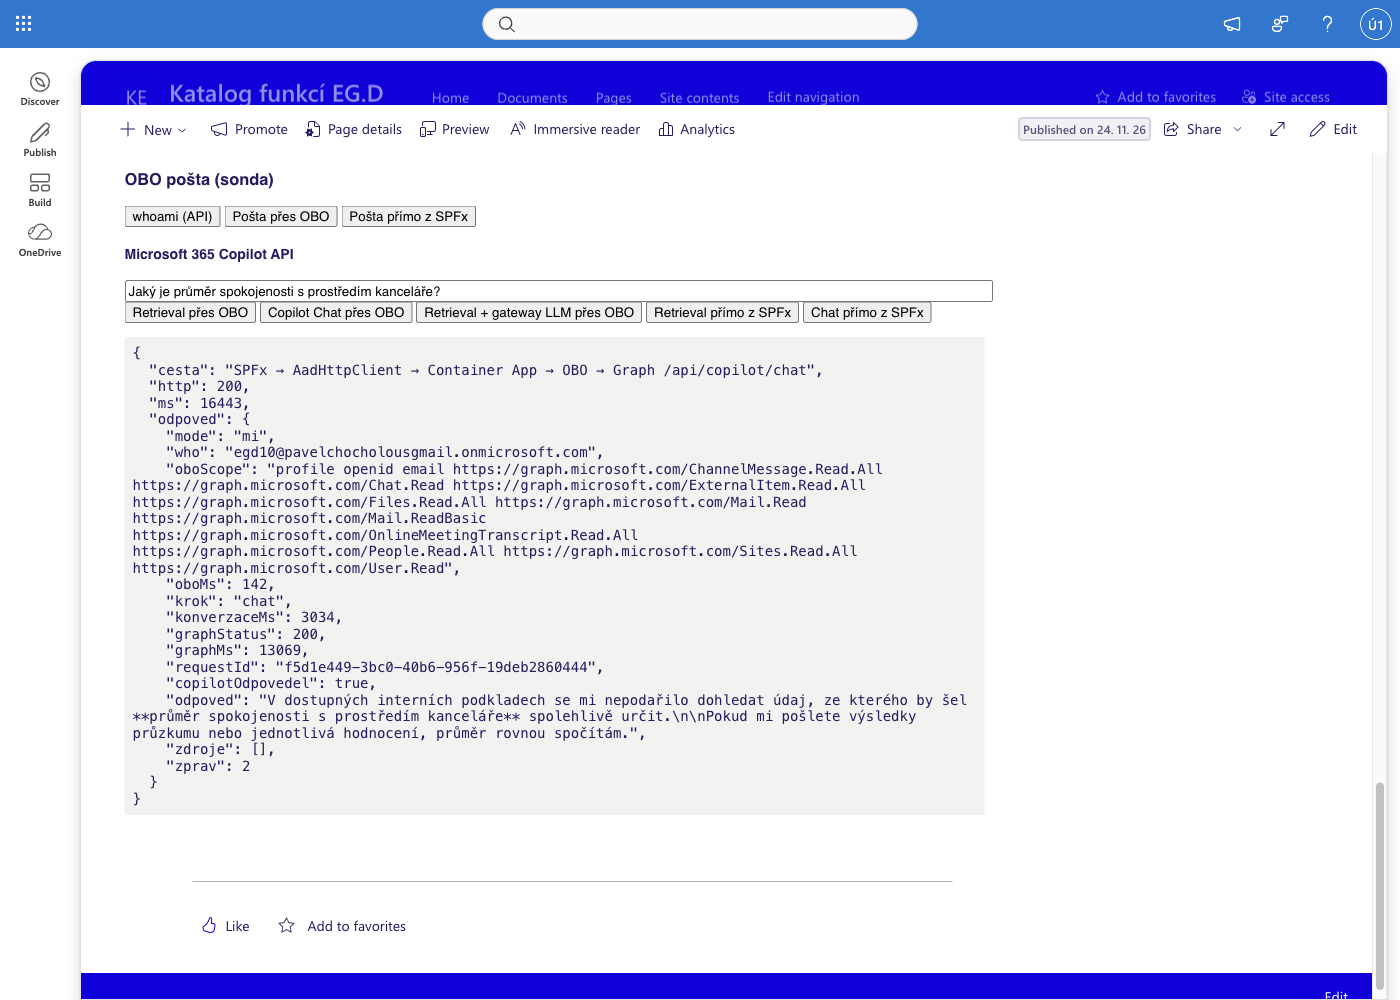 Ú1
Discover
Publish
Build
OneDrive
KE Katalog funkcí EG.D Home Documents Pages Site contents Edit navigation Add to favorites Site access
New Promote Page details Preview Immersive reader Analytics Published on 24. 11. 26 Share Edit
OBO pošta (sonda)
whoami (API) Pošta přes OBO Pošta přímo z SPFx
Microsoft 365 Copilot API
Jaký je průměr spokojenosti s prostředím kanceláře?
Retrieval přes OBO Copilot Chat přes OBO Retrieval + gateway LLM přes OBO Retrieval přímo z SPFx Chat přímo z SPFx
{
"cesta": "SPFx → AadHttpClient → Container App → OBO → Graph /api/copilot/chat",
"http": 200,
"ms": 16443,
"odpoved": {
"mode": "mi",
"who": "egd10@pavelchocholousgmail.onmicrosoft.com",
"oboScope": "profile openid email https://graph.microsoft.com/ChannelMessage.Read.All
https://graph.microsoft.com/Chat.Read https://graph.microsoft.com/ExternalItem.Read.All
https://graph.microsoft.com/Files.Read.All https://graph.microsoft.com/Mail.Read
https://graph.microsoft.com/Mail.ReadBasic
https://graph.microsoft.com/OnlineMeetingTranscript.Read.All
https://graph.microsoft.com/People.Read.All https://graph.microsoft.com/Sites.Read.All
https://graph.microsoft.com/User.Read",
"oboMs": 142,
"krok": "chat",
"konverzaceMs": 3034,
"graphStatus": 200,
"graphMs": 13069,
"requestId": "f5d1e449-3bc0-40b6-956f-19deb2860444",
"copilotOdpovedel": true,
"odpoved": "V dostupných interních podkladech se mi nepodařilo dohledat údaj, ze kterého by šel
**průměr spokojenosti s prostředím kanceláře** spolehlivě určit.\n\nPokud mi pošlete výsledky
průzkumu nebo jednotlivá hodnocení, průměr rovnou spočítám.",
"zdroje": [],
"zprav": 2
}
}
Like Add to favorites
Edit